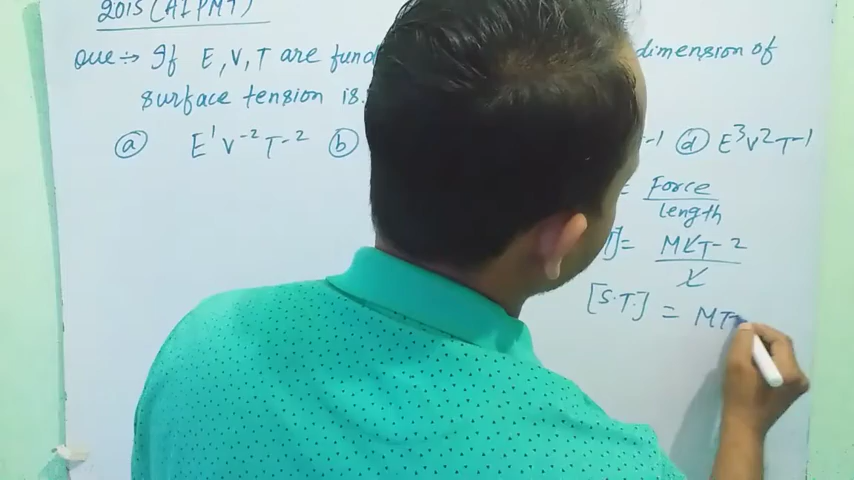 2015 (AIPMT)
Que ÷> If E, V, T are fund dimension of
surface tension is.
(a) E¹V⁻²T⁻² (b) ⁻¹ (d) E³V²T⁻¹
= Force
length
T]= MLT⁻²
L
[S.T.] = MT⁻